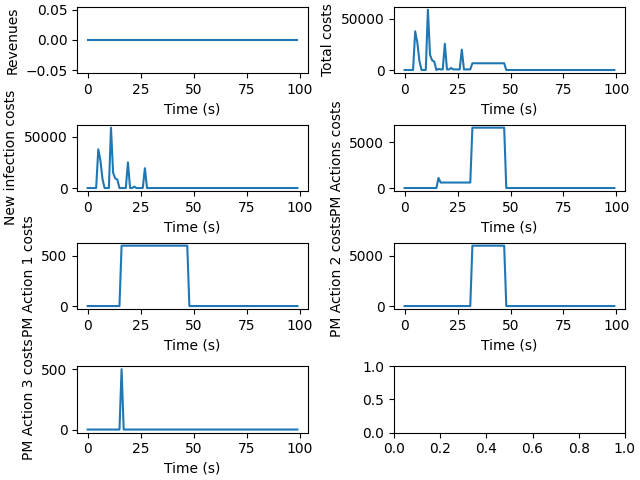 Revenues
0.05
0.00
−0.05
0 25 50 75 100
Time (s)
Total costs
50000
0
0 25 50 75 100
Time (s)
New infection costs
50000
0
0 25 50 75 100
Time (s)
PM Actions costs
5000
0
0 25 50 75 100
Time (s)
PM Action 1 costs
500
0
0 25 50 75 100
Time (s)
PM Action 2 costs
5000
0
0 25 50 75 100
Time (s)
PM Action 3 costs
500
0
0 25 50 75 100
Time (s)
1.0
0.5
0.0
0.0 0.2 0.4 0.6 0.8 1.0